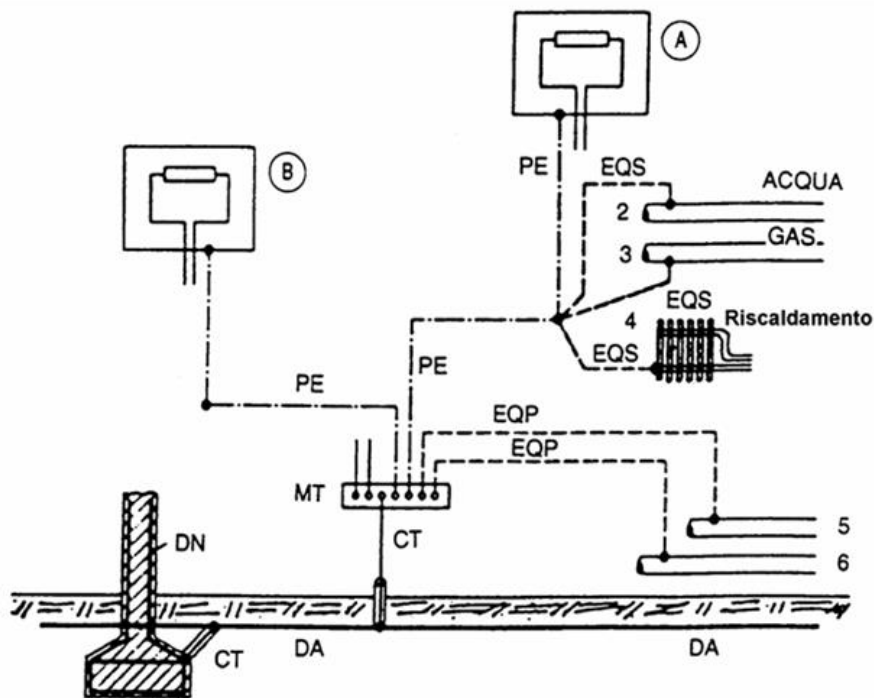 A
B
PE
EQS
ACQUA
2
GAS
3
EQS
4
Riscaldamento
EQS
PE
PE
EQP
EQP
MT
CT
5
DN
6
CT
DA
DA